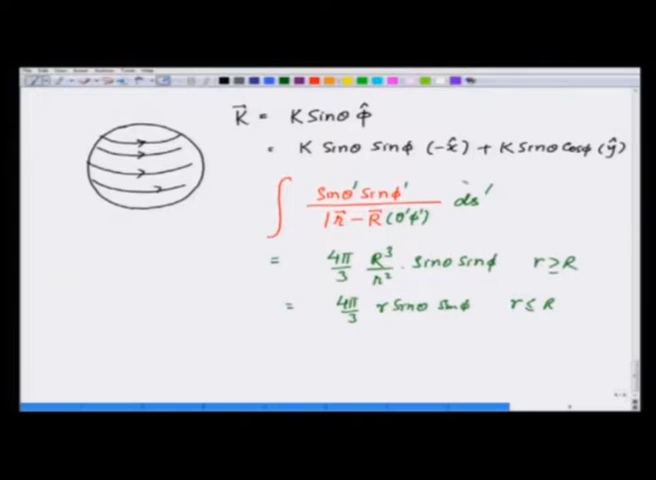 K⃗ = K Sinθ φ̂
= K Sinθ Sinφ (-x̂) + K Sinθ Cosφ (ŷ)
∫ Sinθ' Sinφ' / |r⃗ - R⃗(θ'φ')| ds'
= 4π/3 R³/r² . Sinθ Sinφ r ≥ R
= 4π/3 r Sinθ Sinφ r ≤ R